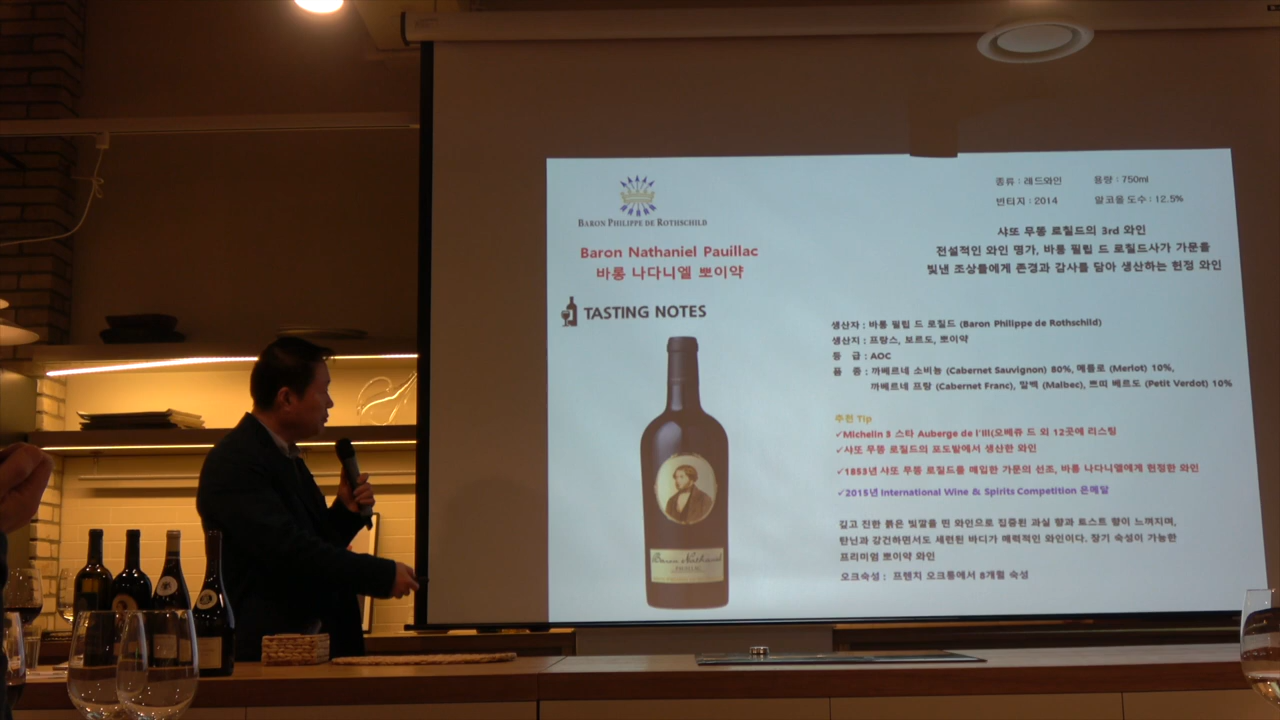 BARON PHILIPPE DE ROTHSCHILD
Baron Nathaniel Pauillac
바롱 나다니엘 뽀이약
TASTING NOTES
종류 : 래드와인 용량 : 750ml
빈티지 : 2014 알코올 도수 : 12.5%
샤또 무똥 로칠드의 3rd 와인
전설적인 와인 명가, 바롱 필립 드 로칠드사가 가문을
빛낸 조상들에게 존경과 감사를 담아 생산하는 헌정 와인
생산자 : 바롱 필립 드 로칠드 (Baron Philippe de Rothschild)
생산지 : 프랑스, 보르도, 뽀이약
등 급 : AOC
품 종 : 까베르네 소비뇽 (Cabernet Sauvignon) 80%, 메를로 (Merlot) 10%,
까베르네 프랑 (Cabernet Franc), 말벡 (Malbec), 쁘띠 베르도 (Petit Verdot) 10%
추천 Tip
✓Michelin 3 스타 Auberge de l'Ill(오베쥬 드 외 12곳에 리스팅
✓샤또 무똥 로칠드의 포도밭에서 생산한 와인
✓1853년 샤또 무똥 로칠드를 매입한 가문의 선조, 바롱 나다니엘에게 헌정한 와인
✓2015년 International Wine & Spirits Competition 은메달
깊고 진한 붉은 빛깔을 띤 와인으로 집중된 과실 향과 토스트 향이 느껴지며,
탄닌과 강건하면서도 세련된 바디가 매력적인 와인이다. 장기 숙성이 가능한
프리미엄 뽀이약 와인
오크숙성 : 프렌치 오크통에서 8개월 숙성
Baron Nathaniel
PAUILLAC